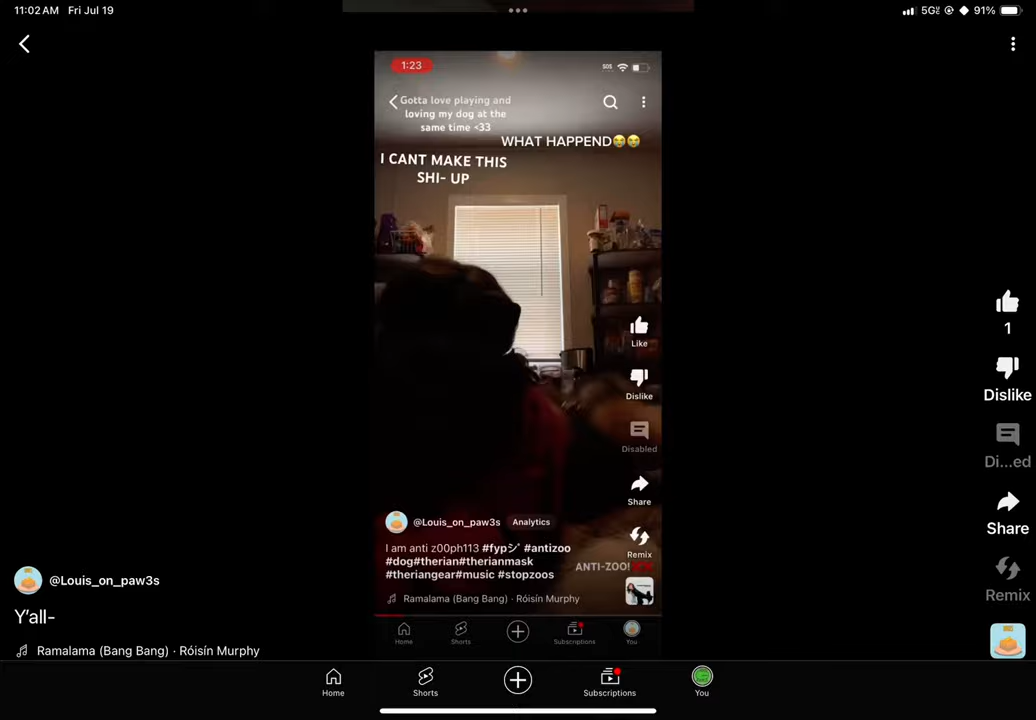 11:02 AM Fri Jul 19
5G
91%
1:23
SOS
Gotta love playing and
loving my dog at the
same time <33
WHAT HAPPEND😭😭
I CANT MAKE THIS
SHI- UP
Like
Dislike
Disabled
Share
Remix
@Louis_on_paw3s Analytics
I am anti z00ph113 #fypシ゚ #antizoo
#dog#therian#therianmask
#theriangear#music #stopzoos
ANTI-ZOO!
Ramalama (Bang Bang) · Róisín Murphy
Home
Shorts
Subscriptions
You
1
Dislike
Di...ed
Share
Remix
@Louis_on_paw3s
Y'all-
Ramalama (Bang Bang) · Róisín Murphy
Home
Shorts
Subscriptions
You